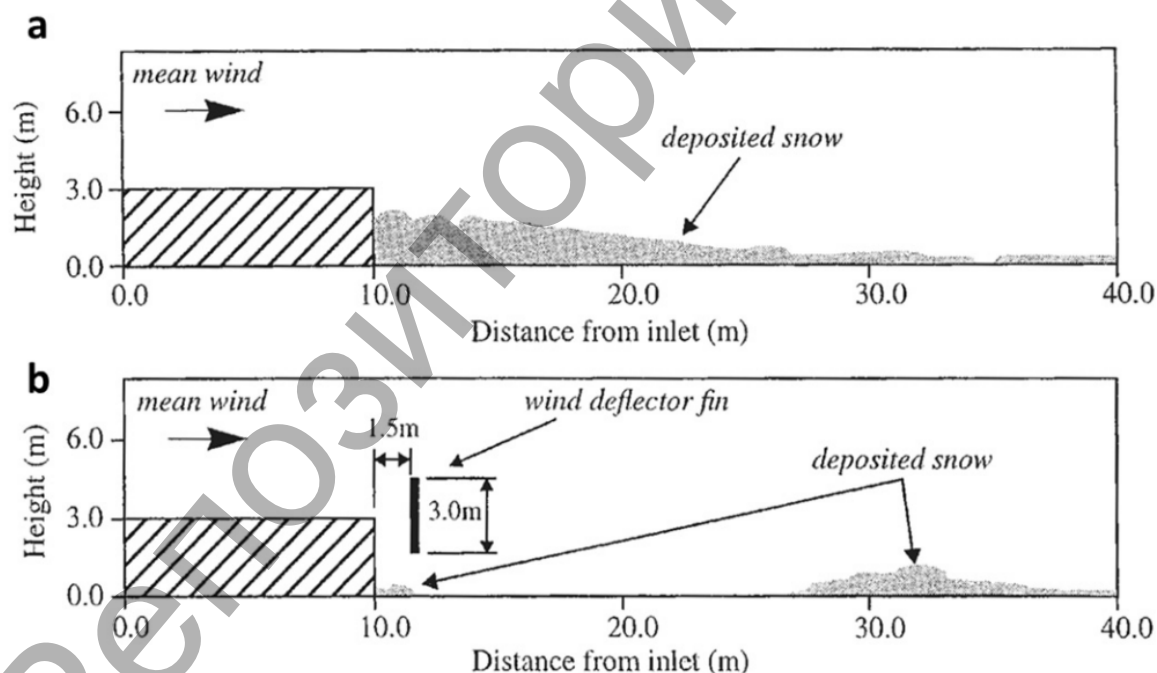 a
mean wind
6.0
deposited snow
3.0
0.0
Height (m)
0.0 10.0 20.0 30.0 40.0
Distance from inlet (m)
b
mean wind
wind deflector fin
1.5m
6.0
deposited snow
3.0m
3.0
0.0
Height (m)
0.0 10.0 20.0 30.0 40.0
Distance from inlet (m)
Репозитори